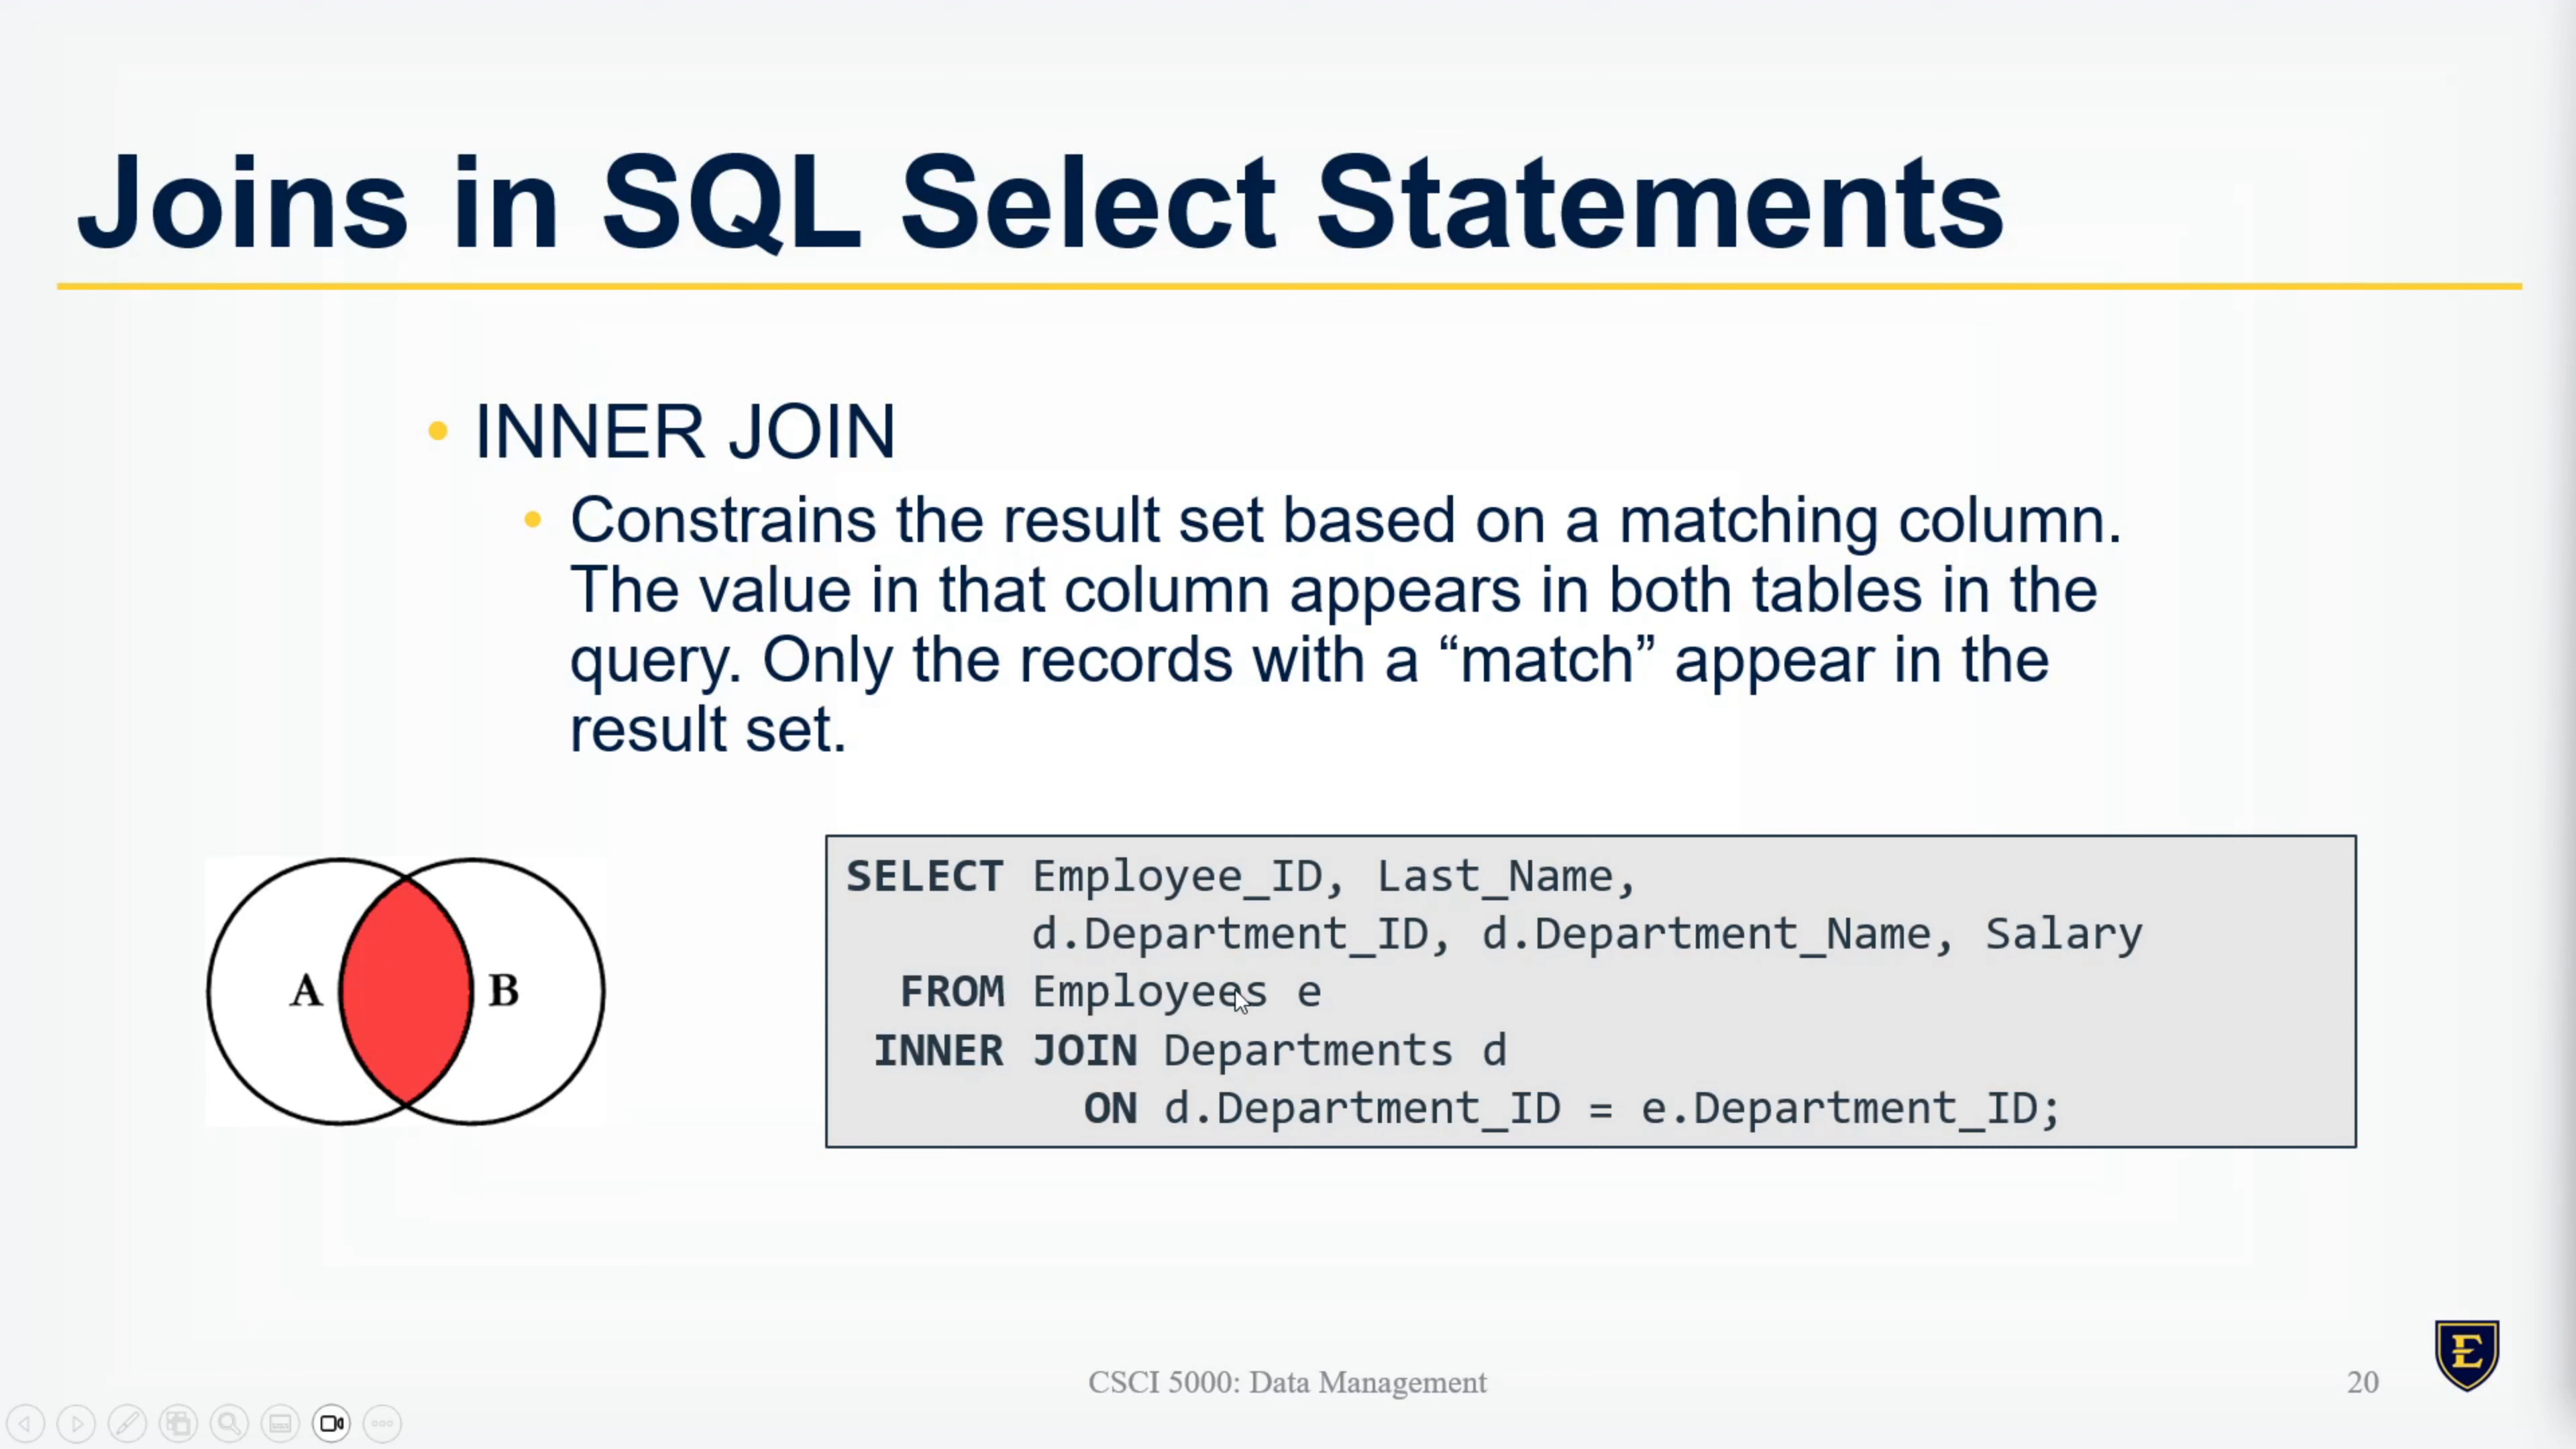 Joins in SQL Select Statements
• INNER JOIN
• Constrains the result set based on a matching column.
The value in that column appears in both tables in the
query. Only the records with a “match” appear in the
result set.
A B
SELECT Employee_ID, Last_Name,
d.Department_ID, d.Department_Name, Salary
FROM Employees e
INNER JOIN Departments d
ON d.Department_ID = e.Department_ID;
CSCI 5000: Data Management
20
E